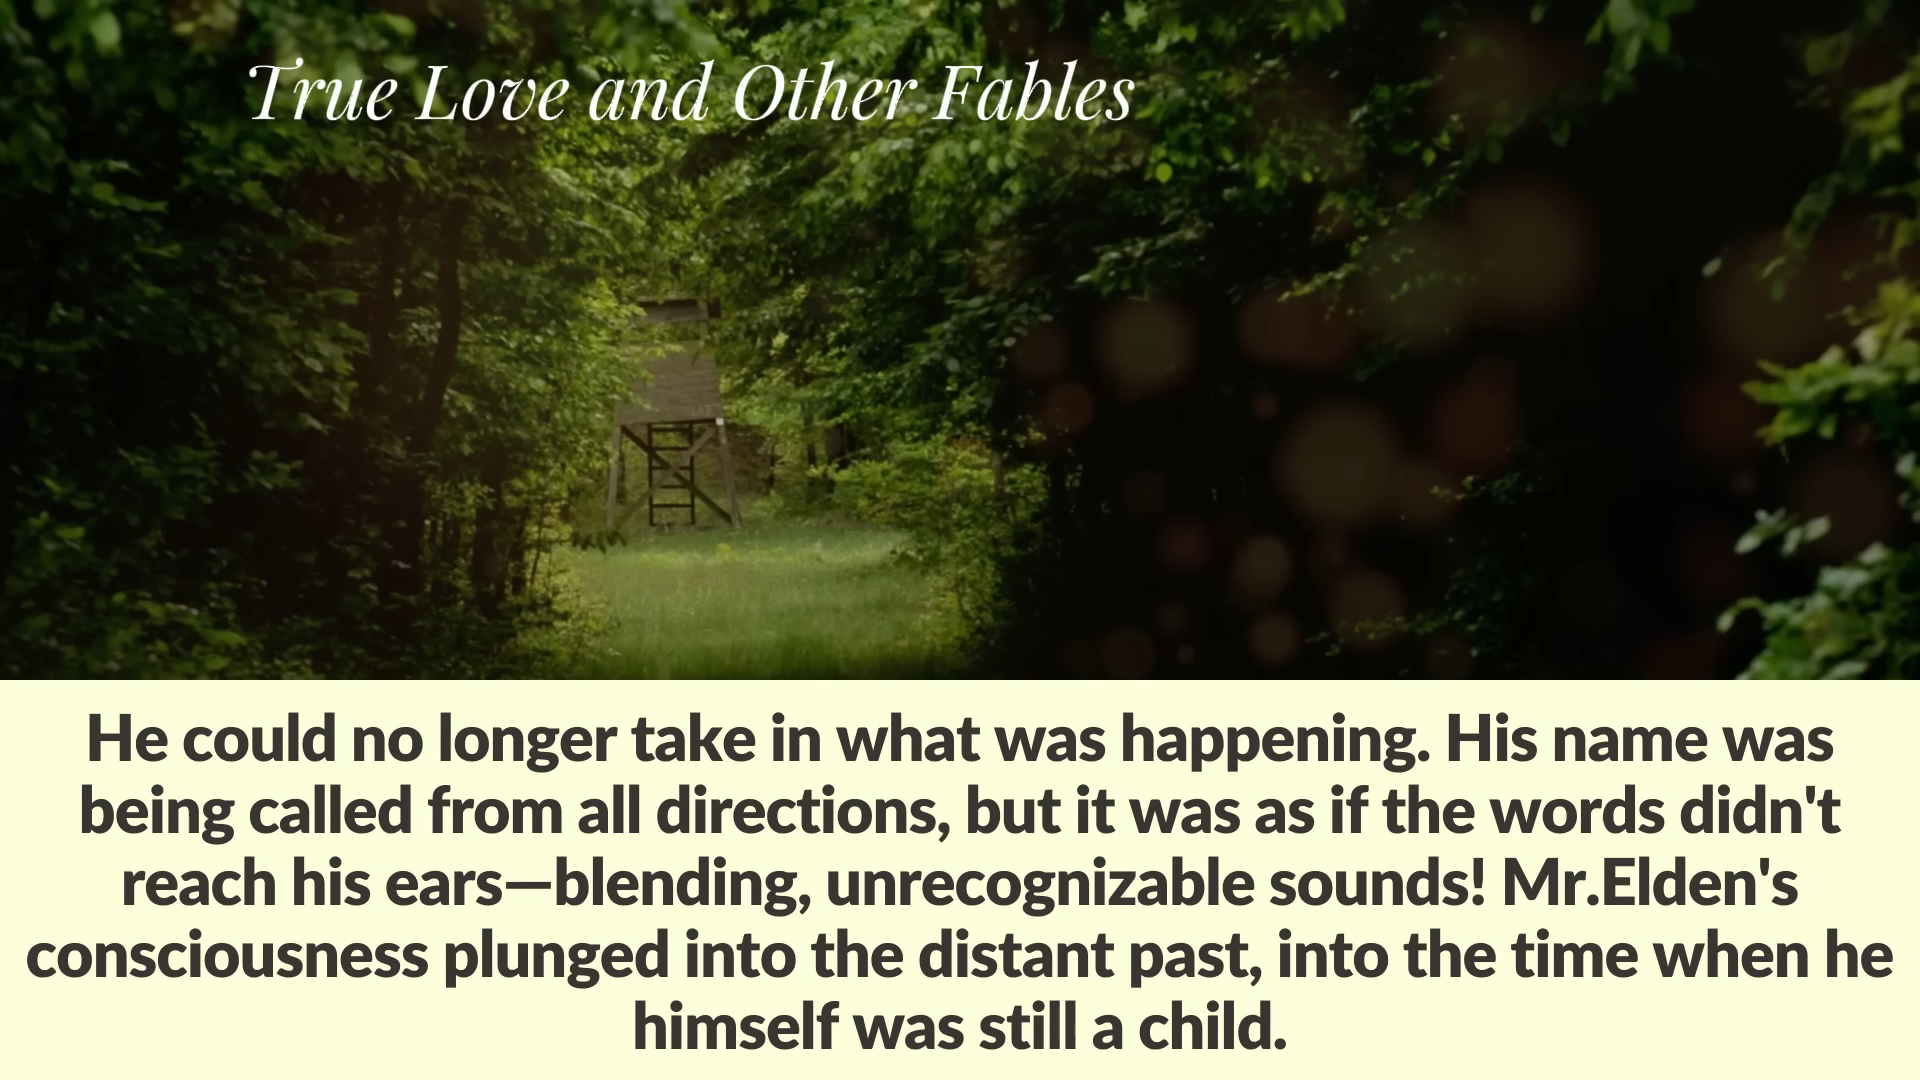 True Love and Other Fables
He could no longer take in what was happening. His name was
being called from all directions, but it was as if the words didn't
reach his ears—blending, unrecognizable sounds! Mr.Elden's
consciousness plunged into the distant past, into the time when he
himself was still a child.